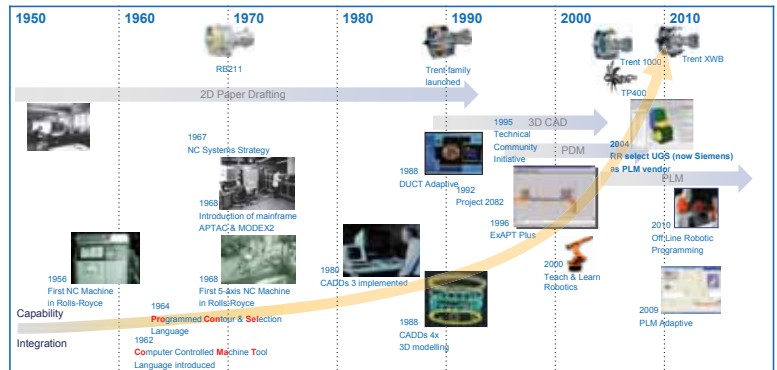 1950
1960
1970
1980
1990
2000
2010
RB211
Trent family
launched
Trent 1000
Trent XWB
TP400
2D Paper Drafting
3D CAD
PDM
PLM
1967
NC Systems Strategy
1995
Technical
Community
Initiative
2004
RR select UGS (now Siemens)
as PLM vendor
1988
DUCT Adaptive
1992
Project 2082
1968
Introduction of mainframe
APTAC & MODEX2
1996
ExAPT Plus
2010
Off Line Robotic
Programming
1956
First NC Machine
in Rolls-Royce
1968
First 5-axis NC Machine
in Rolls-Royce
1980
CADDs 3 implemented
2000
Teach & Learn
Robotics
Capability
Integration
1964
Programmed Contour & Selection
Language
1962
Computer Controlled Machine Tool
Language introduced
1988
CADDs 4x
3D modelling
2009
PLM Adaptive